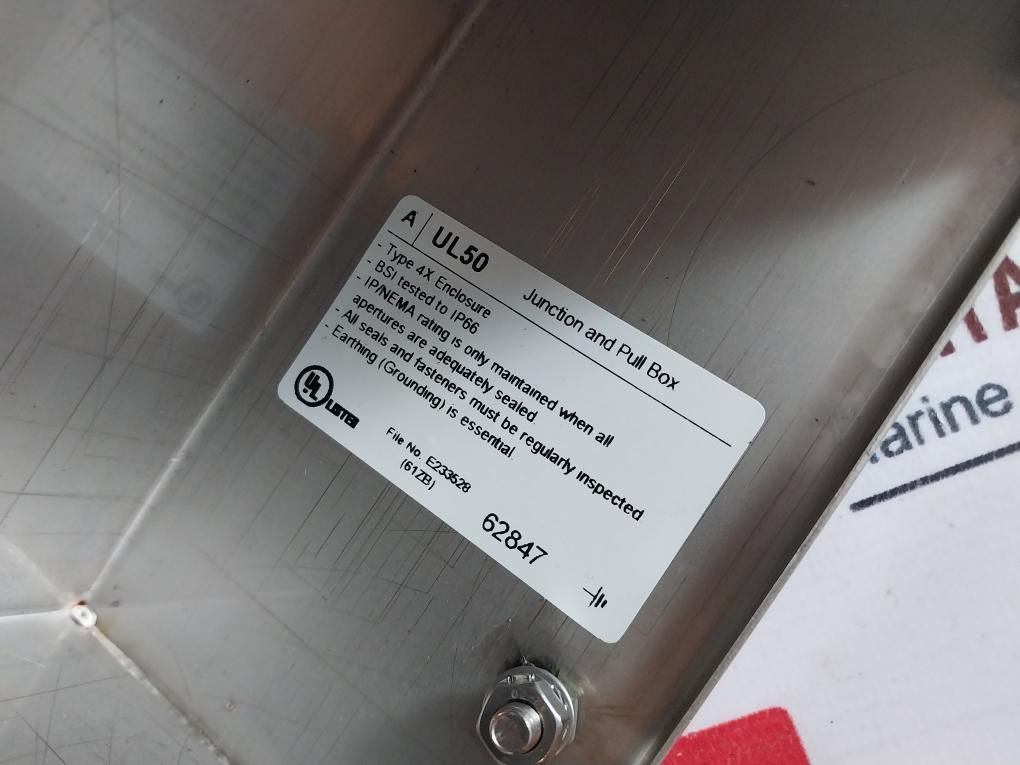 A UL50 Junction and Pull Box
- Type 4X Enclosure
- BSI tested to IP66
- IP/NEMA rating is only maintained when all
apertures are adequately sealed.
- All seals and fasteners must be regularly inspected
- Earthing (Grounding) is essential.
UL LISTED
File No. E233528
(61ZB)
62847
arine